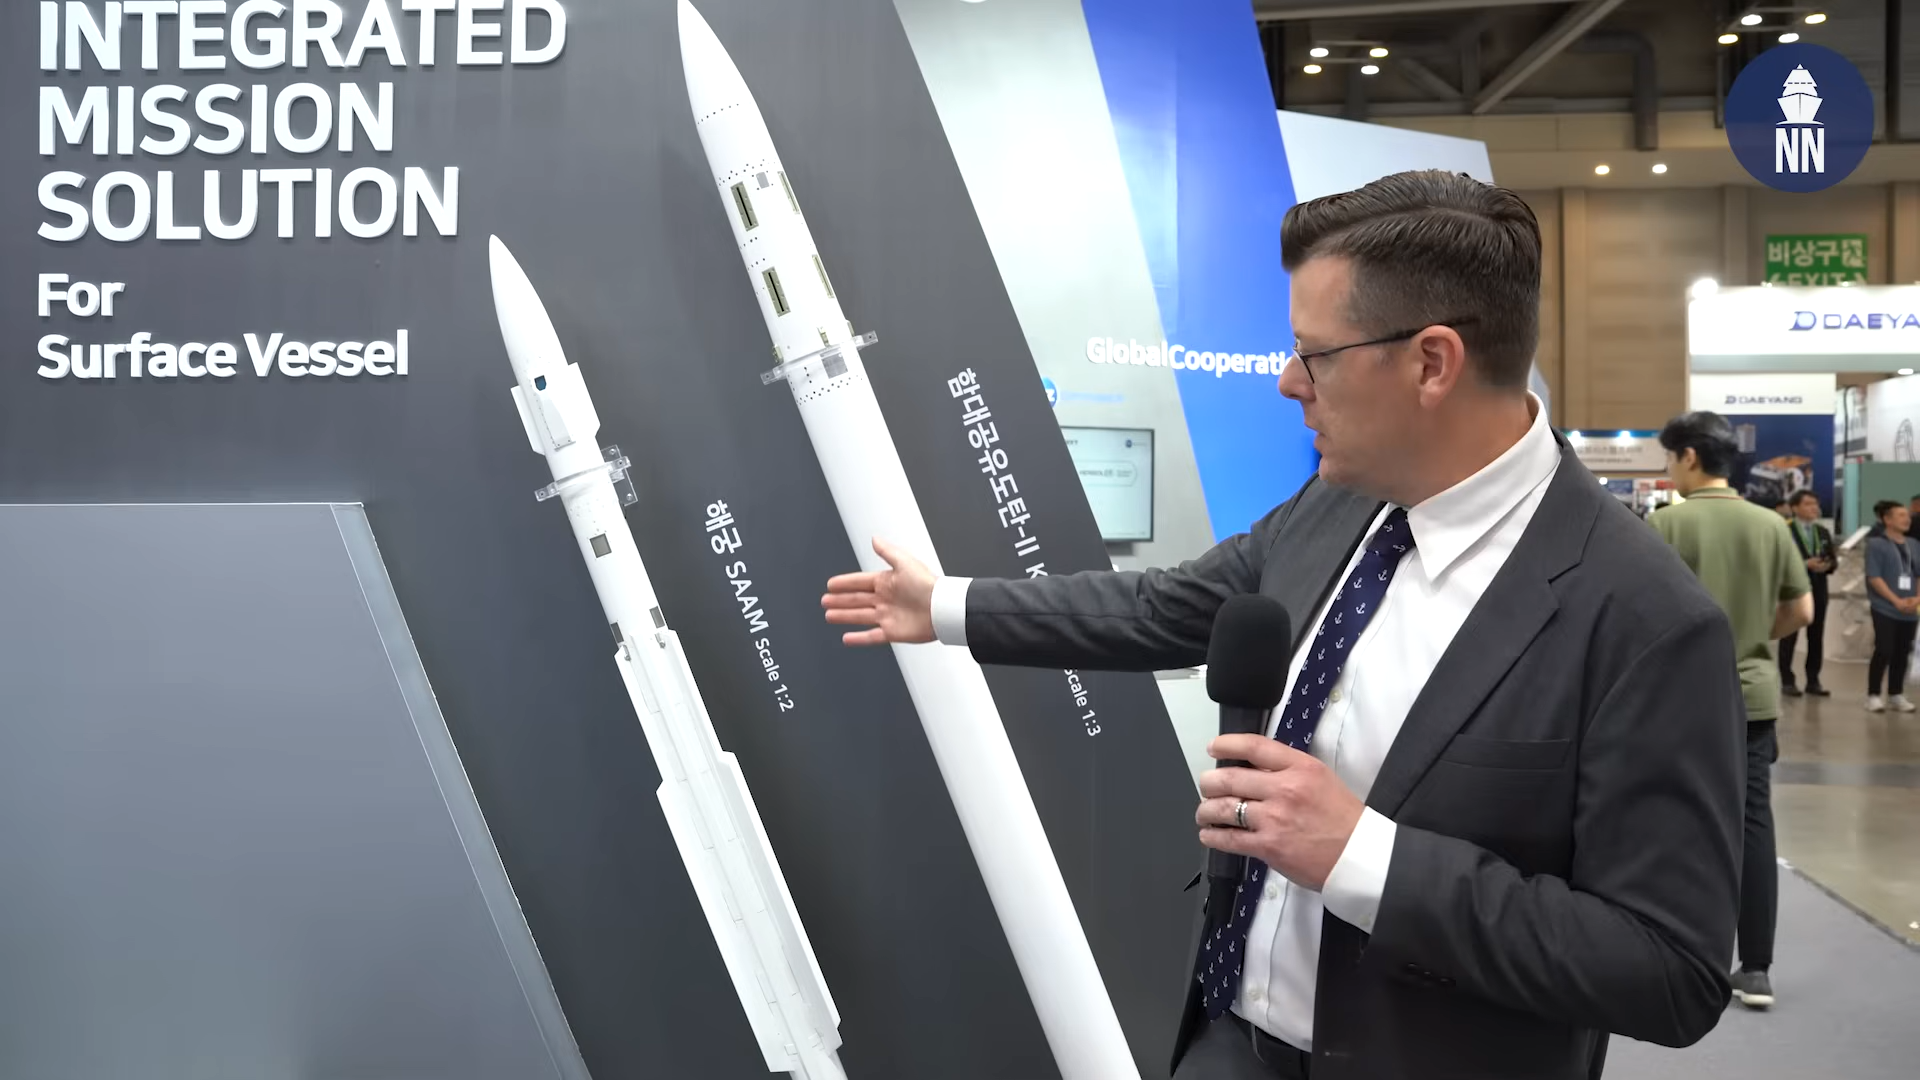 INTEGRATED
MISSION
SOLUTION
For
Surface Vessel
해궁 SAAM Scale 1:2
함대공유도탄-II K
Scale 1:3
GlobalCooperatio
NN
비상구
EXIT
DAEYA
DAEYANG